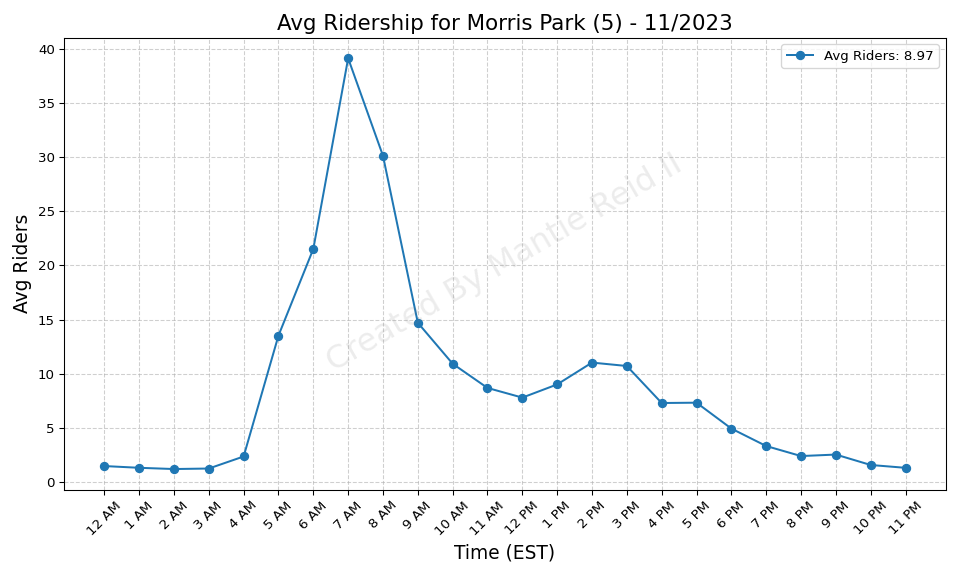 Avg Ridership for Morris Park (5) - 11/2023
Avg Riders: 8.97
40
35
30
25
20
15
10
5
0
Avg Riders
Created By Mantie Reid II
12 AM
1 AM
2 AM
3 AM
4 AM
5 AM
6 AM
7 AM
8 AM
9 AM
10 AM
11 AM
12 PM
1 PM
2 PM
3 PM
4 PM
5 PM
6 PM
7 PM
8 PM
9 PM
10 PM
11 PM
Time (EST)